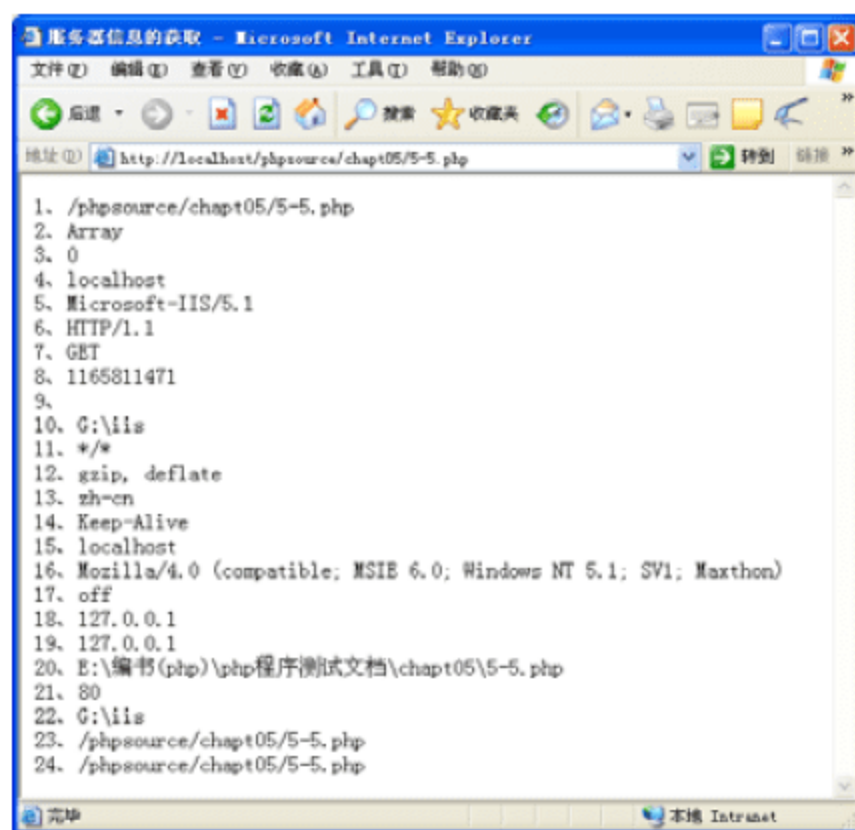 服务器信息的获取 - Microsoft Internet Explorer
文件(F) 编辑(E) 查看(V) 收藏(A) 工具(T) 帮助(H)
后退 搜索 收藏夹 »
地址(D) http://localhost/phpsource/chapt05/5-5.php 转到 链接 »
1、/phpsource/chapt05/5-5.php
2、Array
3、0
4、localhost
5、Microsoft-IIS/5.1
6、HTTP/1.1
7、GET
8、1165811471
9、
10、G:\iis
11、*/*
12、gzip, deflate
13、zh-cn
14、Keep-Alive
15、localhost
16、Mozilla/4.0 (compatible; MSIE 6.0; Windows NT 5.1; SV1; Maxthon)
17、off
18、127.0.0.1
19、127.0.0.1
20、E:\编书(php)\php程序测试文档\chapt05\5-5.php
21、80
22、G:\iis
23、/phpsource/chapt05/5-5.php
24、/phpsource/chapt05/5-5.php
完毕 本地 Intranet